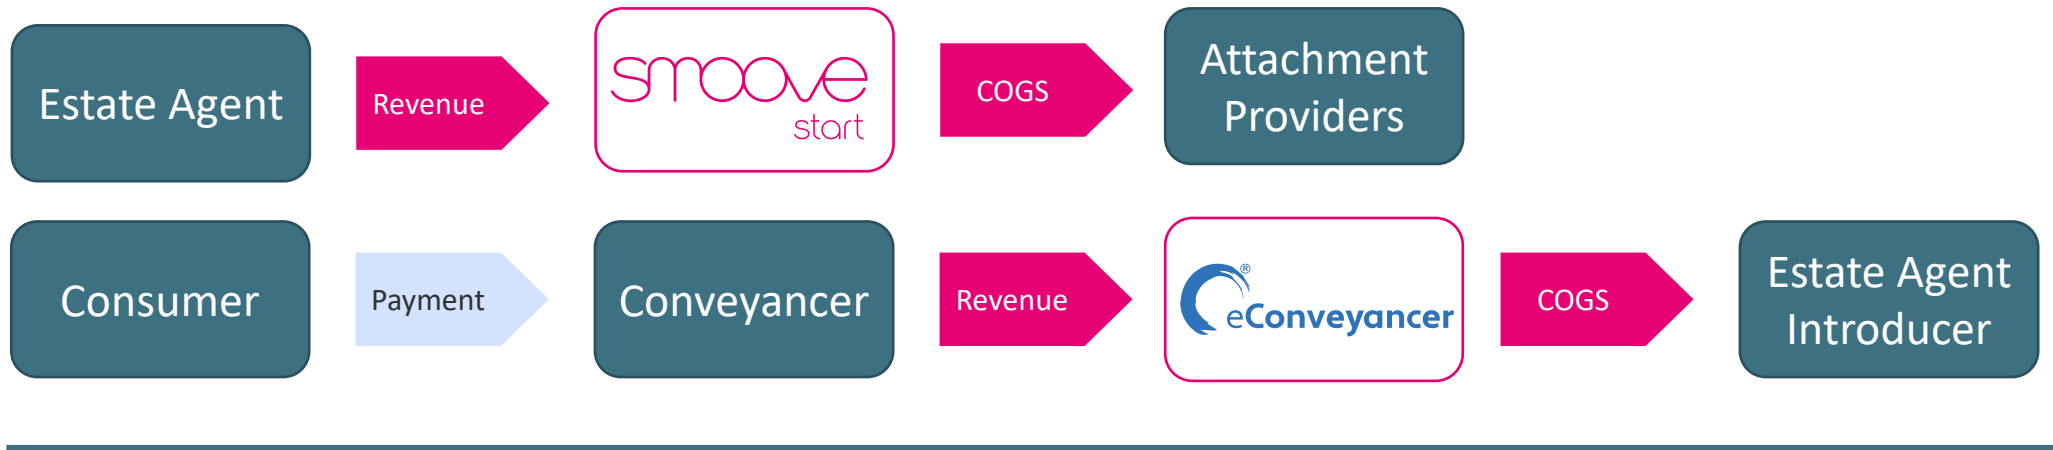 Estate Agent
Revenue
smoove
start
COGS
Attachment
Providers
Consumer
Payment
Conveyancer
Revenue
eConveyancer®
COGS
Estate Agent
Introducer